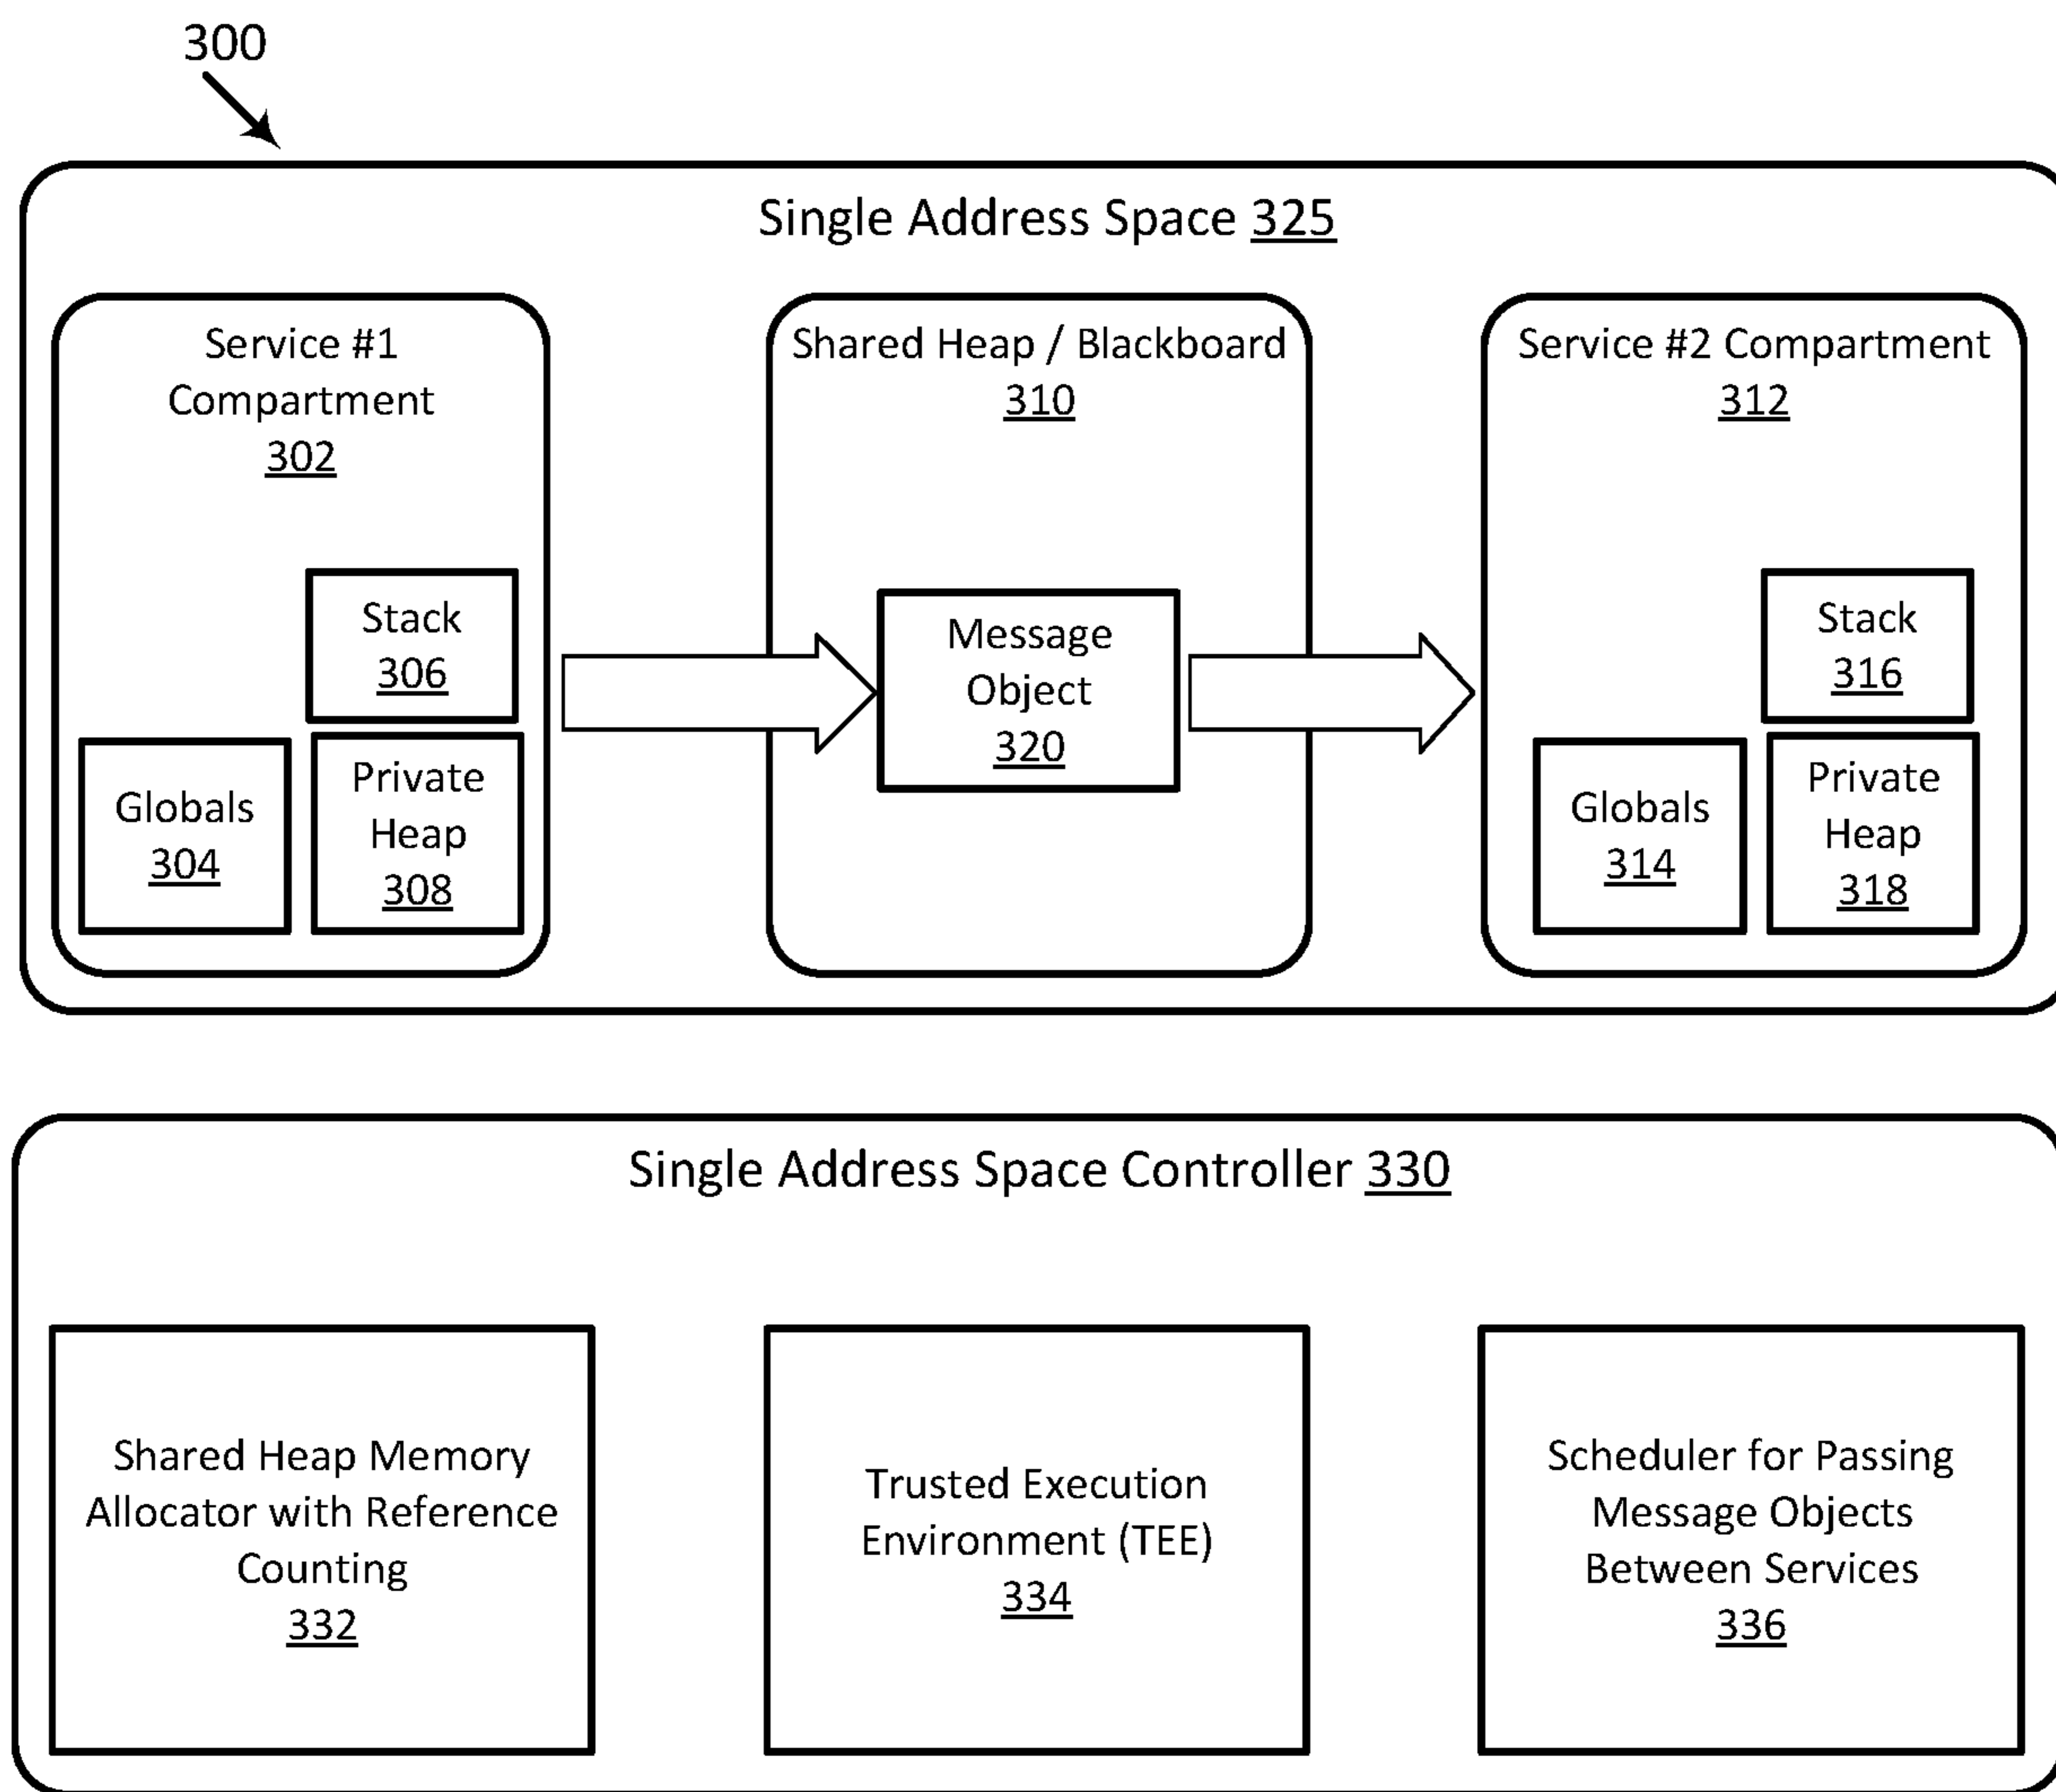 300
Single Address Space 325
Service #1
Compartment
302
Stack
306
Globals
304
Private
Heap
308
Shared Heap / Blackboard
310
Message
Object
320
Service #2 Compartment
312
Stack
316
Globals
314
Private
Heap
318
Single Address Space Controller 330
Shared Heap Memory
Allocator with Reference
Counting
332
Trusted Execution
Environment (TEE)
334
Scheduler for Passing
Message Objects
Between Services
336